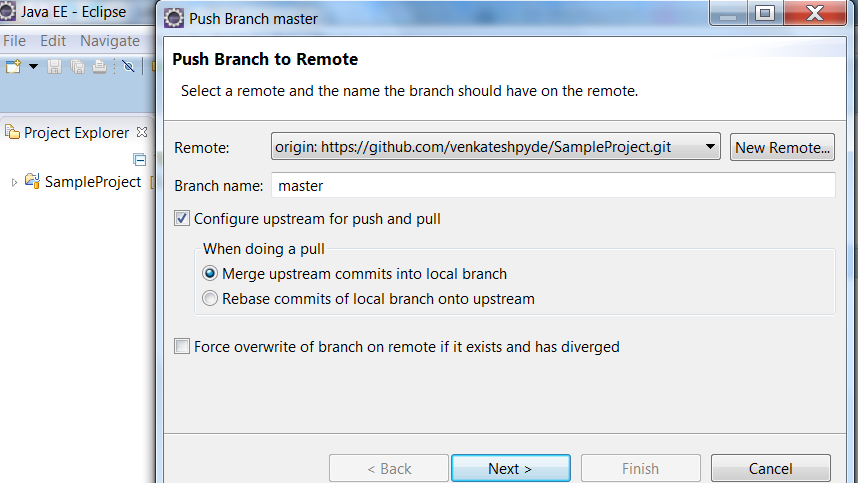 Java EE - Eclipse
File Edit Navigate
Project Explorer
SampleProject
Push Branch master
Push Branch to Remote
Select a remote and the name the branch should have on the remote.
Remote: origin: https://github.com/venkateshpyde/SampleProject.git New Remote...
Branch name: master
Configure upstream for push and pull
When doing a pull
Merge upstream commits into local branch
Rebase commits of local branch onto upstream
Force overwrite of branch on remote if it exists and has diverged
< Back Next > Finish Cancel